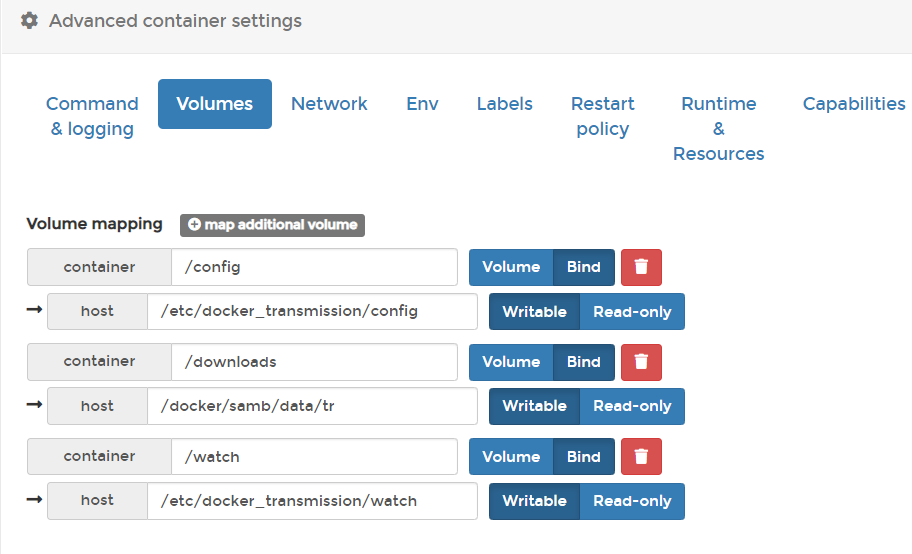 Advanced container settings
Command & logging
Volumes
Network
Env
Labels
Restart policy
Runtime & Resources
Capabilities
Volume mapping map additional volume
container /config Volume Bind
host /etc/docker_transmission/config Writable Read-only
container /downloads Volume Bind
host /docker/samb/data/tr Writable Read-only
container /watch Volume Bind
host /etc/docker_transmission/watch Writable Read-only